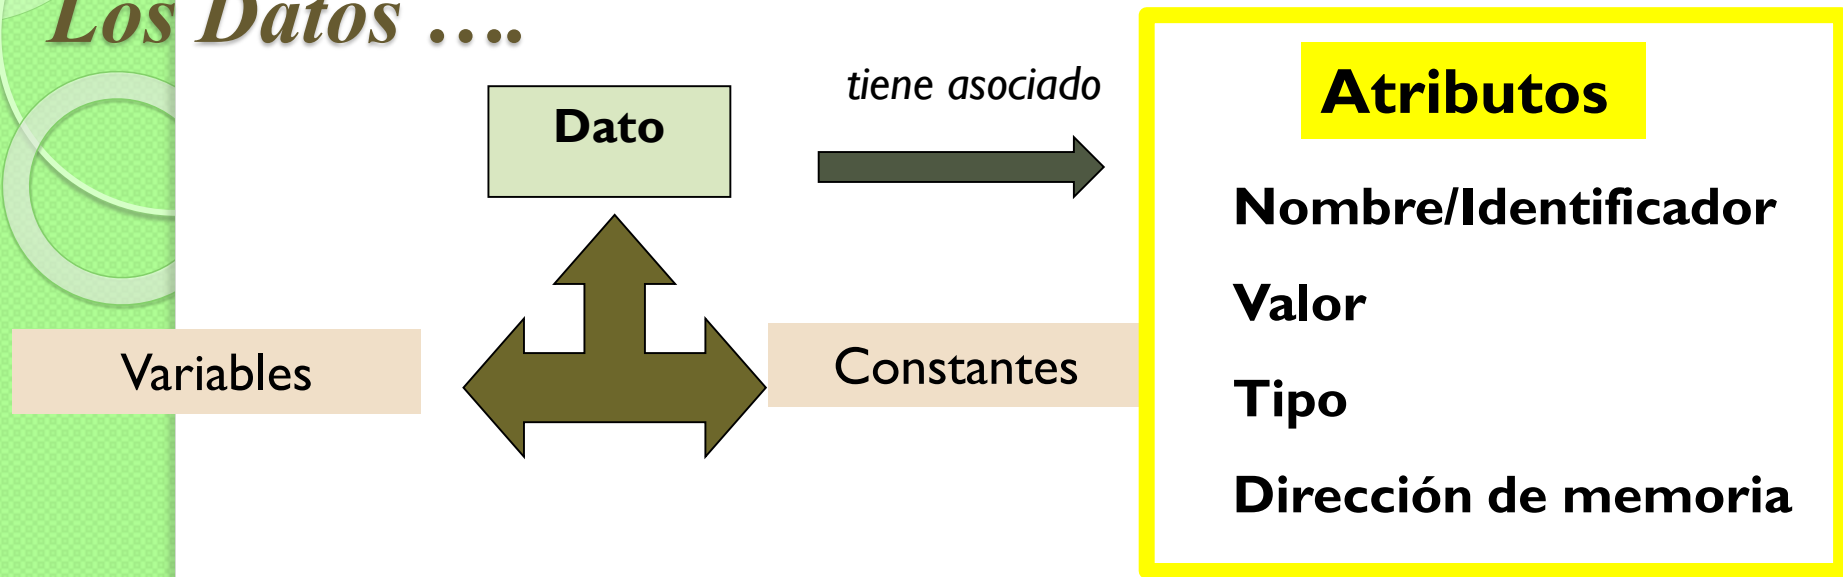 Los Datos ....
Dato
tiene asociado
Variables
Constantes
Atributos
Nombre/Identificador
Valor
Tipo
Dirección de memoria